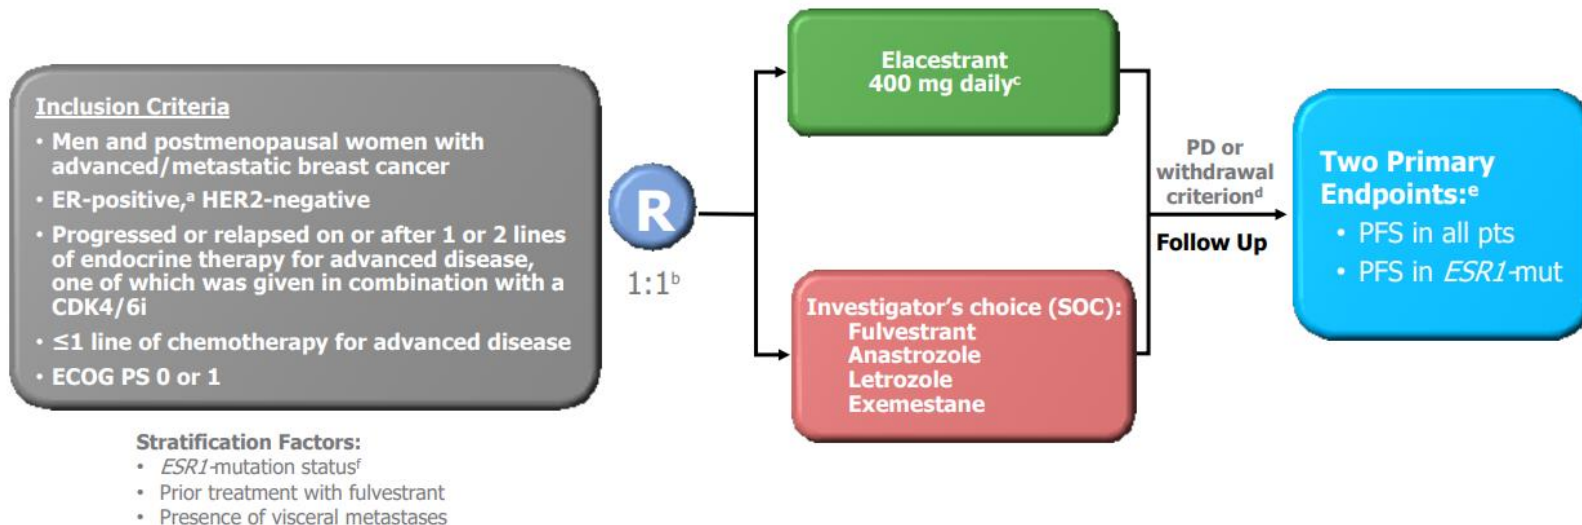 Inclusion Criteria
• Men and postmenopausal women with
advanced/metastatic breast cancer
• ER-positive,ᵃ HER2-negative
• Progressed or relapsed on or after 1 or 2 lines
of endocrine therapy for advanced disease,
one of which was given in combination with a
CDK4/6i
• ≤1 line of chemotherapy for advanced disease
• ECOG PS 0 or 1
Stratification Factors:
• ESR1-mutation statusᶠ
• Prior treatment with fulvestrant
• Presence of visceral metastases
R
1:1ᵇ
Elacestrant
400 mg dailyᶜ
Investigator’s choice (SOC):
Fulvestrant
Anastrozole
Letrozole
Exemestane
PD or
withdrawal
criterionᵈ
Follow Up
Two Primary
Endpoints:ᵉ
• PFS in all pts
• PFS in ESR1-mut